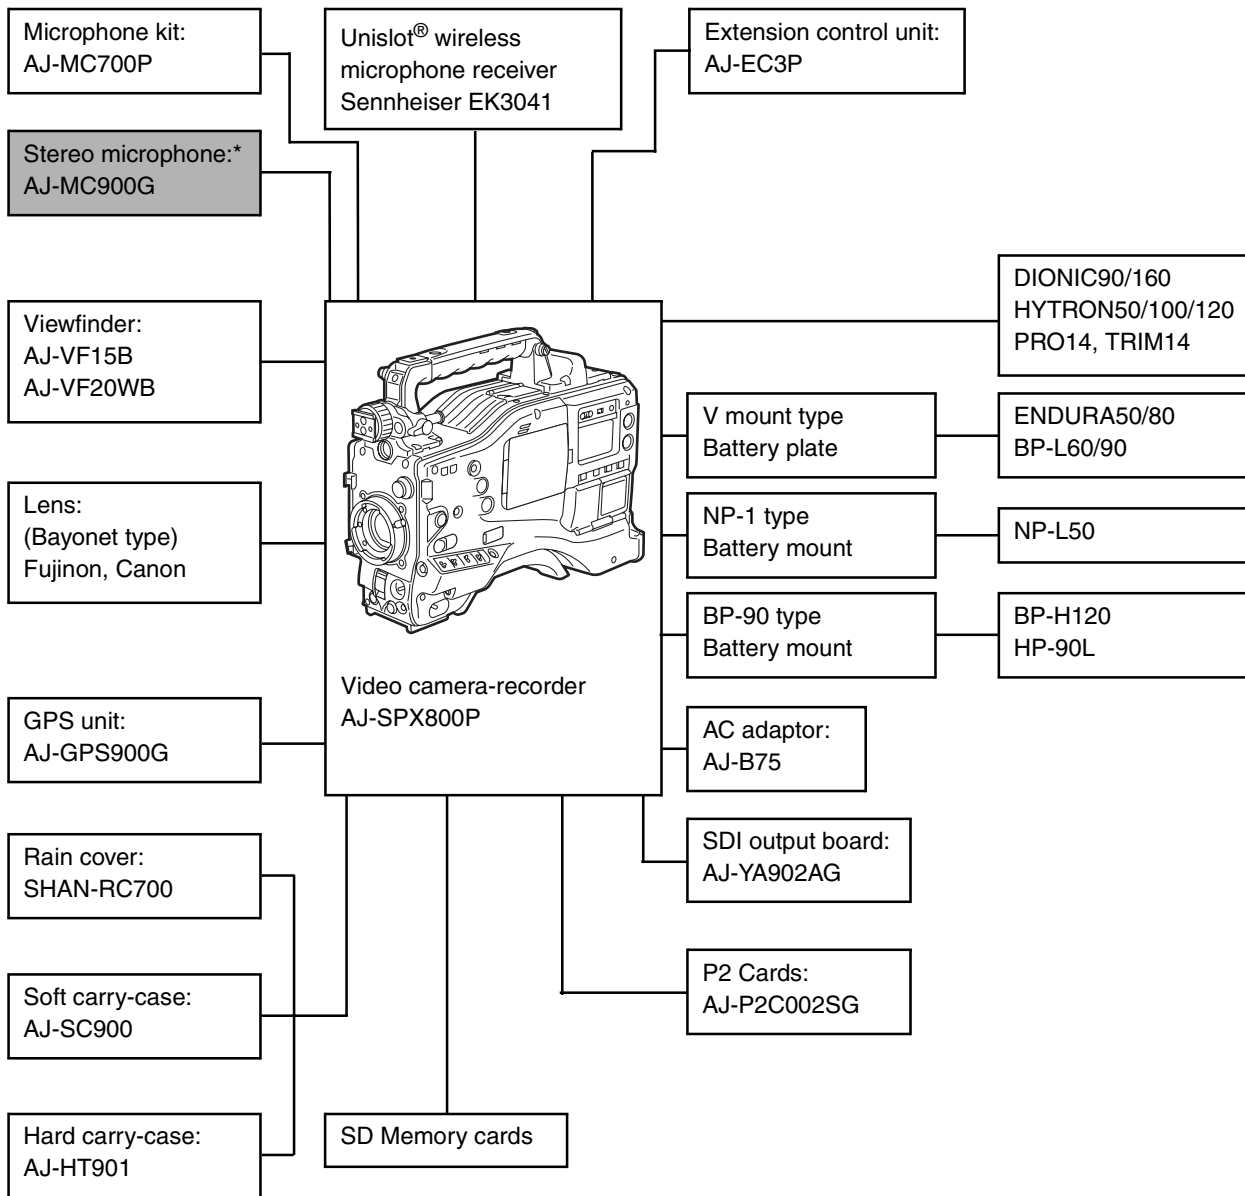 Microphone kit:
AJ-MC700P
Unislot® wireless
microphone receiver
Sennheiser EK3041
Extension control unit:
AJ-EC3P
Stereo microphone:*
AJ-MC900G
Viewfinder:
AJ-VF15B
AJ-VF20WB
Lens:
(Bayonet type)
Fujinon, Canon
GPS unit:
AJ-GPS900G
Rain cover:
SHAN-RC700
Soft carry-case:
AJ-SC900
Hard carry-case:
AJ-HT901
Video camera-recorder
AJ-SPX800P
SD Memory cards
DIONIC90/160
HYTRON50/100/120
PRO14, TRIM14
V mount type
Battery plate
ENDURA50/80
BP-L60/90
NP-1 type
Battery mount
NP-L50
BP-90 type
Battery mount
BP-H120
HP-90L
AC adaptor:
AJ-B75
SDI output board:
AJ-YA902AG
P2 Cards:
AJ-P2C002SG